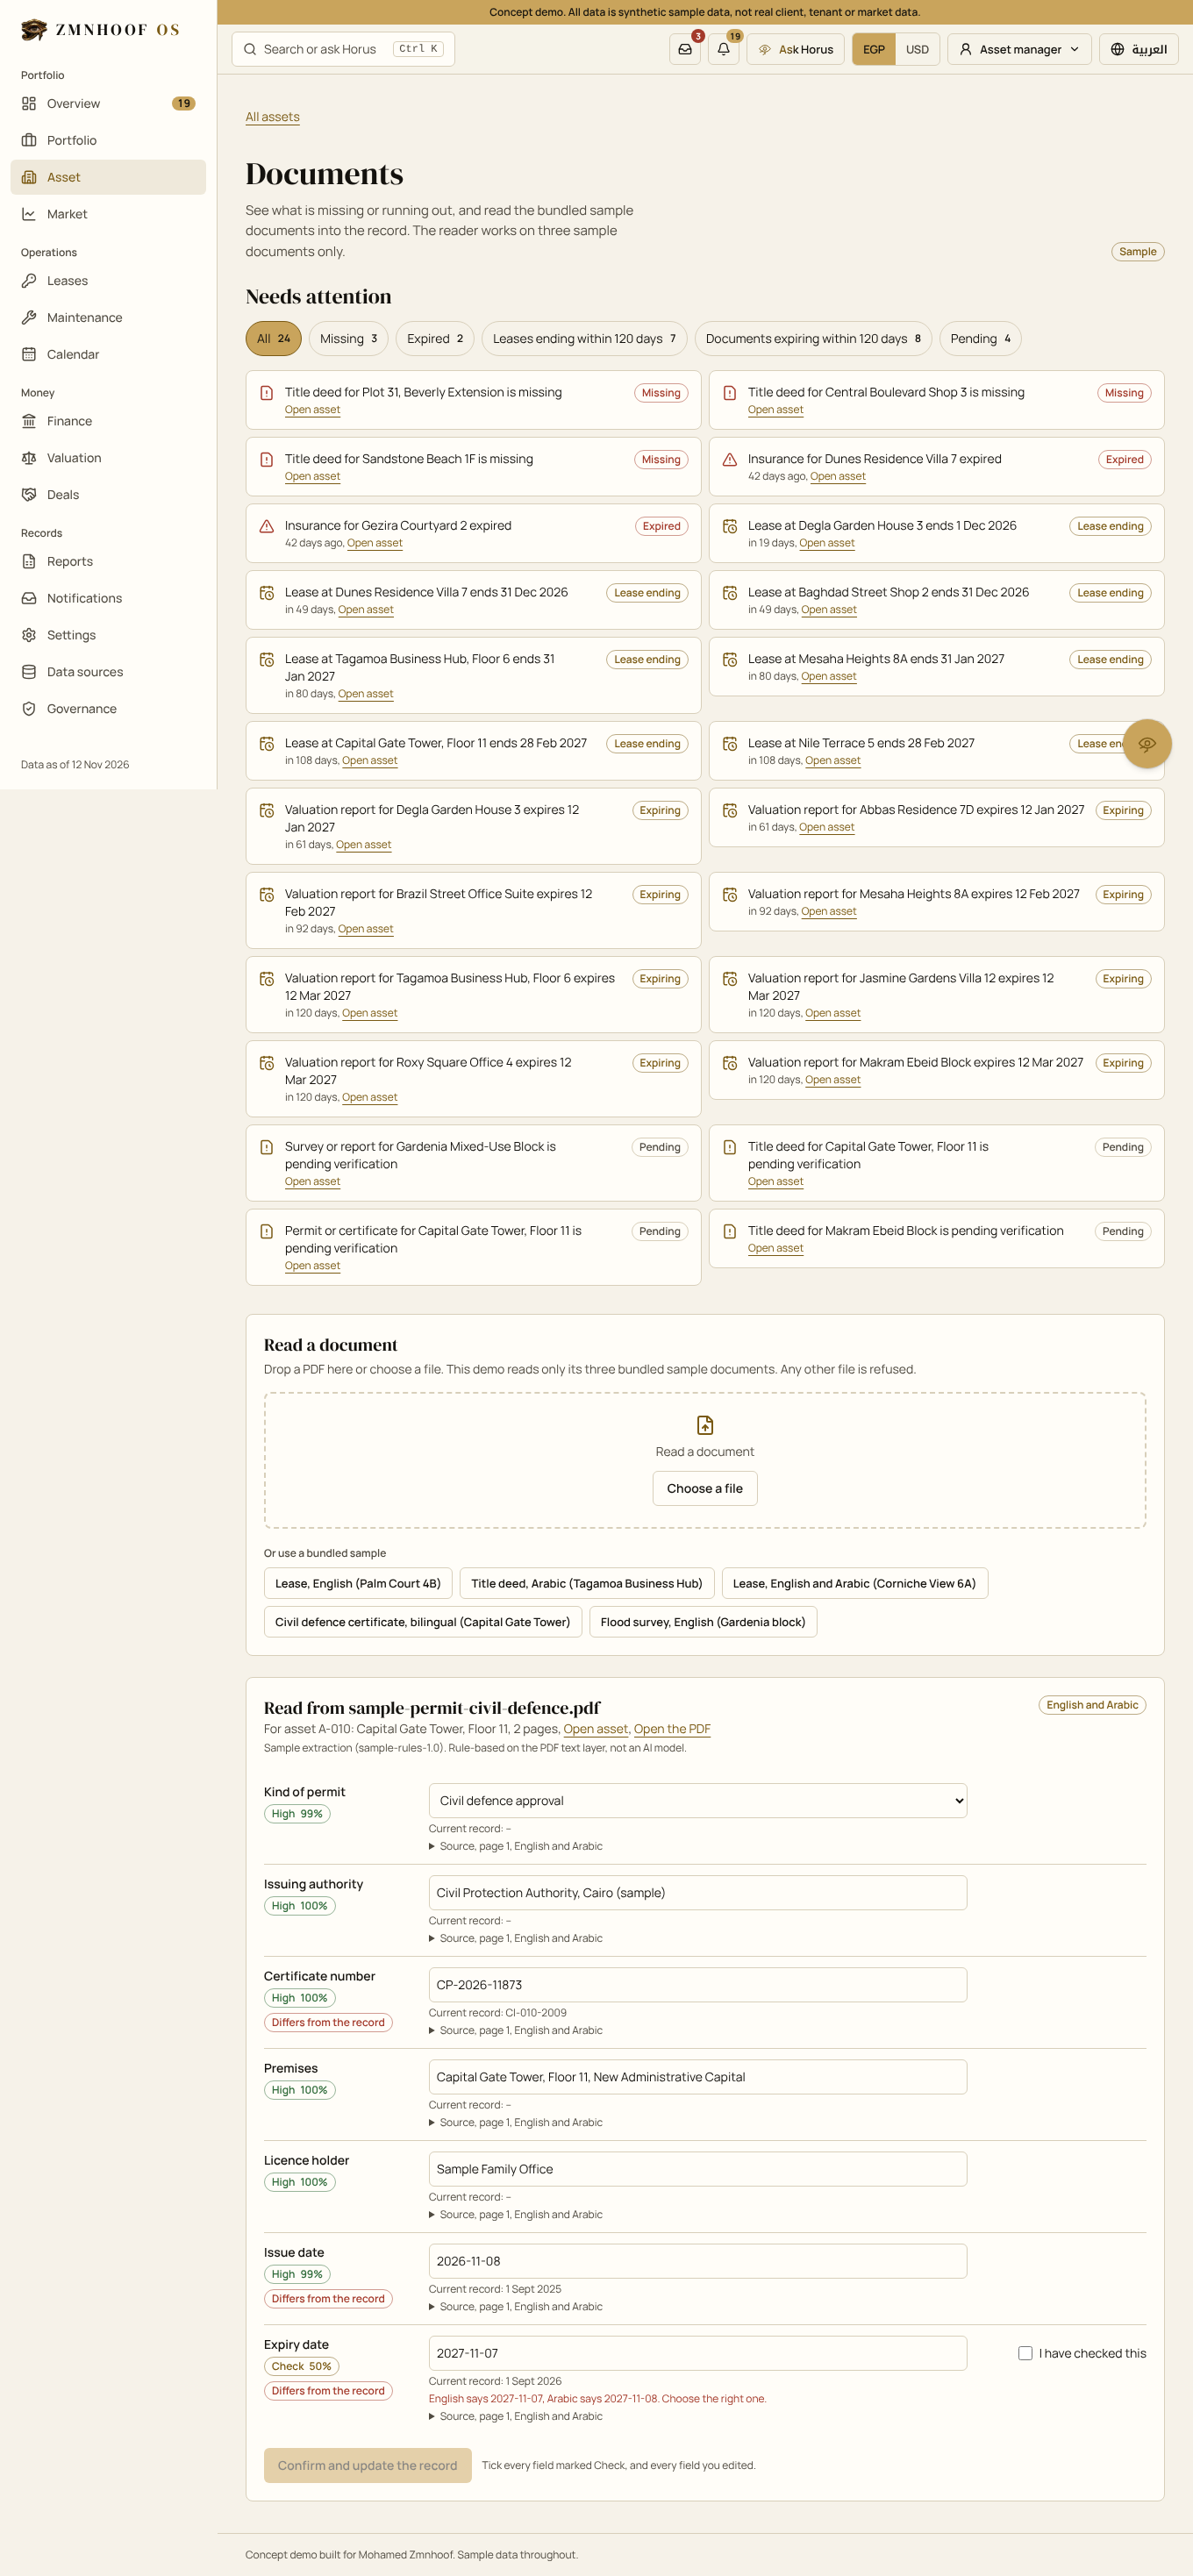 Concept demo. All data is synthetic sample data, not real client, tenant or market data.
ZMNHOOF OS
Search or ask Horus Ctrl K
3
19
Ask Horus
EGP USD
Asset manager
العربية
Portfolio
Overview 19
Portfolio
Asset
Market
Operations
Leases
Maintenance
Calendar
Money
Finance
Valuation
Deals
Records
Reports
Notifications
Settings
Data sources
Governance
Data as of 12 Nov 2026
All assets
Documents
See what is missing or running out, and read the bundled sample
documents into the record. The reader works on three sample
documents only.
Sample
Needs attention
All 24
Missing 3
Expired 2
Leases ending within 120 days 7
Documents expiring within 120 days 8
Pending 4
Title deed for Plot 31, Beverly Extension is missing Missing
Open asset
Title deed for Central Boulevard Shop 3 is missing Missing
Open asset
Title deed for Sandstone Beach 1F is missing Missing
Open asset
Insurance for Dunes Residence Villa 7 expired Expired
42 days ago, Open asset
Insurance for Gezira Courtyard 2 expired Expired
42 days ago, Open asset
Lease at Degla Garden House 3 ends 1 Dec 2026 Lease ending
in 19 days, Open asset
Lease at Dunes Residence Villa 7 ends 31 Dec 2026 Lease ending
in 49 days, Open asset
Lease at Baghdad Street Shop 2 ends 31 Dec 2026 Lease ending
in 49 days, Open asset
Lease at Tagamoa Business Hub, Floor 6 ends 31 Lease ending
Jan 2027
in 80 days, Open asset
Lease at Mesaha Heights 8A ends 31 Jan 2027 Lease ending
in 80 days, Open asset
Lease at Capital Gate Tower, Floor 11 ends 28 Feb 2027 Lease ending
in 108 days, Open asset
Lease at Nile Terrace 5 ends 28 Feb 2027 Lease
in 108 days, Open asset
Valuation report for Degla Garden House 3 expires 12 Expiring
Jan 2027
in 61 days, Open asset
Valuation report for Abbas Residence 7D expires 12 Jan 2027 Expiring
in 61 days, Open asset
Valuation report for Brazil Street Office Suite expires 12 Expiring
Feb 2027
in 92 days, Open asset
Valuation report for Mesaha Heights 8A expires 12 Feb 2027 Expiring
in 92 days, Open asset
Valuation report for Tagamoa Business Hub, Floor 6 expires Expiring
12 Mar 2027
in 120 days, Open asset
Valuation report for Jasmine Gardens Villa 12 expires 12 Expiring
Mar 2027
in 120 days, Open asset
Valuation report for Roxy Square Office 4 expires 12 Expiring
Mar 2027
in 120 days, Open asset
Valuation report for Makram Ebeid Block expires 12 Mar 2027 Expiring
in 120 days, Open asset
Survey or report for Gardenia Mixed-Use Block is Pending
pending verification
Open asset
Title deed for Capital Gate Tower, Floor 11 is Pending
pending verification
Open asset
Permit or certificate for Capital Gate Tower, Floor 11 is Pending
pending verification
Open asset
Title deed for Makram Ebeid Block is pending verification Pending
Open asset
Read a document
Drop a PDF here or choose a file. This demo reads only its three bundled sample documents. Any other file is refused.
Read a document
Choose a file
Or use a bundled sample
Lease, English (Palm Court 4B)
Title deed, Arabic (Tagamoa Business Hub)
Lease, English and Arabic (Corniche View 6A)
Civil defence certificate, bilingual (Capital Gate Tower)
Flood survey, English (Gardenia block)
Read from sample-permit-civil-defence.pdf English and Arabic
For asset A-010: Capital Gate Tower, Floor 11, 2 pages, Open asset, Open the PDF
Sample extraction (sample-rules-1.0). Rule-based on the PDF text layer, not an AI model.
Kind of permit
High 99%
Civil defence approval
Current record: –
Source, page 1, English and Arabic
Issuing authority
High 100%
Civil Protection Authority, Cairo (sample)
Current record: –
Source, page 1, English and Arabic
Certificate number
High 100%
Differs from the record
CP-2026-11873
Current record: CI-010-2009
Source, page 1, English and Arabic
Premises
High 100%
Capital Gate Tower, Floor 11, New Administrative Capital
Current record: –
Source, page 1, English and Arabic
Licence holder
High 100%
Sample Family Office
Current record: –
Source, page 1, English and Arabic
Issue date
High 99%
Differs from the record
2026-11-08
Current record: 1 Sept 2025
Source, page 1, English and Arabic
Expiry date
Check 50%
Differs from the record
2027-11-07
I have checked this
Current record: 1 Sept 2026
English says 2027-11-07, Arabic says 2027-11-08. Choose the right one.
Source, page 1, English and Arabic
Confirm and update the record
Tick every field marked Check, and every field you edited.
Concept demo built for Mohamed Zmnhoof. Sample data throughout.